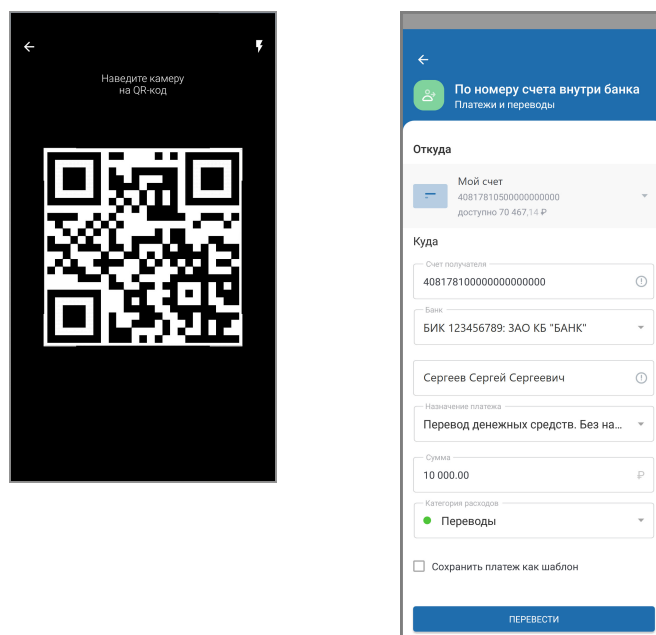 Наведите камеру
на QR-код
По номеру счета внутри банка
Платежи и переводы
Откуда
Мой счет
40817810500000000000
доступно 70 467,14 ₽
Куда
Счет получателя
408178100000000000000
Банк
БИК 123456789: ЗАО КБ "БАНК"
Сергеев Сергей Сергеевич
Назначение платежа
Перевод денежных средств. Без на...
Сумма
10 000.00 ₽
Категория расходов
Переводы
Сохранить платеж как шаблон
ПЕРЕВЕСТИ